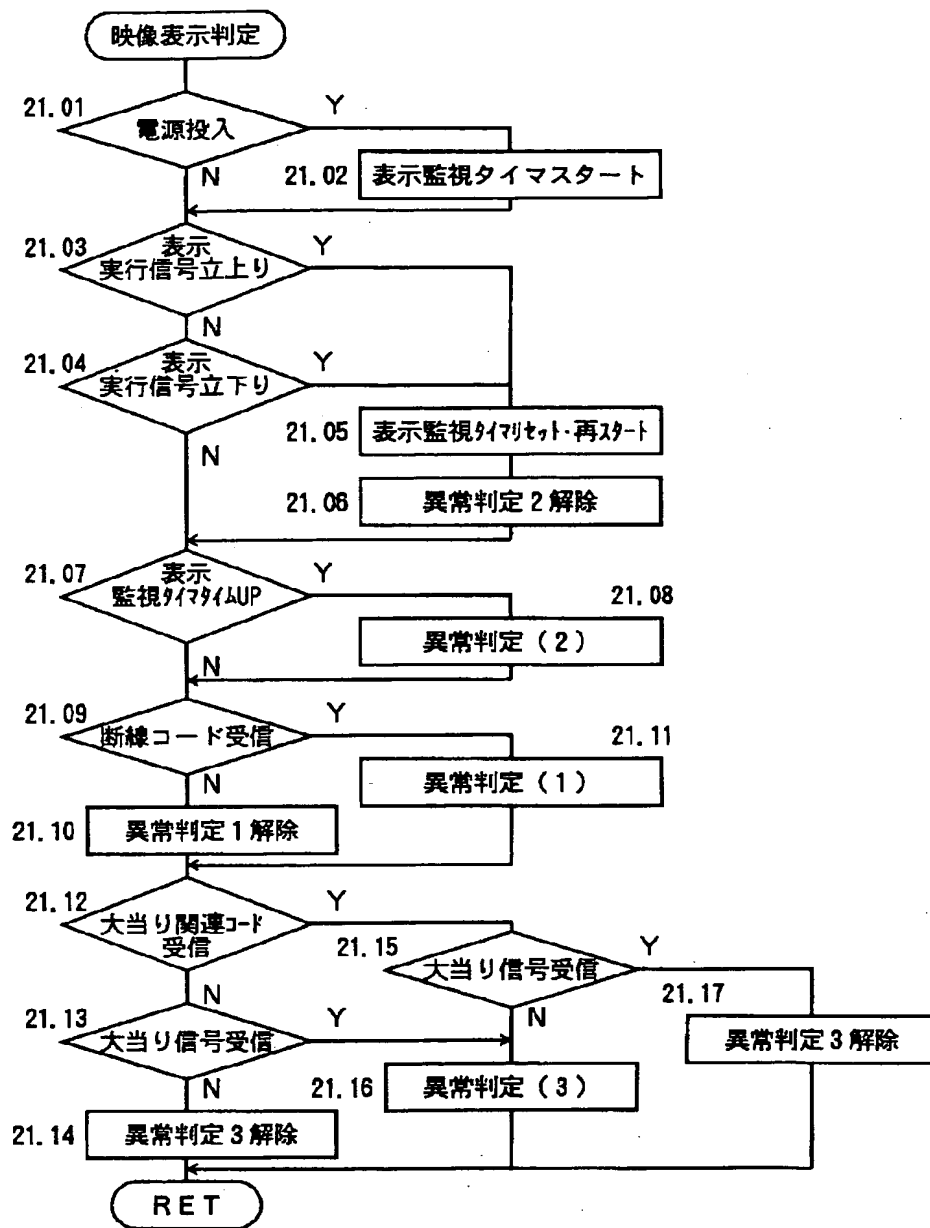 映像表示判定
21.01
電源投入
Y
N
21.02
表示監視タイマスタート
21.03
表示
実行信号立上り
Y
N
21.04
表示
実行信号立下り
Y
N
21.05
表示監視タイマリセット・再スタート
21.06
異常判定2解除
21.07
表示
監視タイマタイムUP
Y
N
21.08
異常判定(2)
21.09
断線コード受信
Y
N
21.11
異常判定(1)
21.10
異常判定1解除
21.12
大当り関連コード
受信
Y
N
21.15
大当り信号受信
Y
N
21.17
異常判定3解除
21.13
大当り信号受信
Y
N
21.16
異常判定(3)
21.14
異常判定3解除
RET